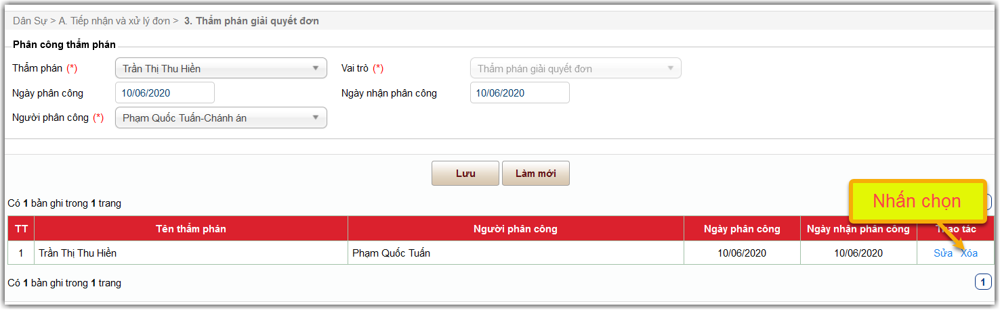 Dân Sự > A. Tiếp nhận và xử lý đơn > 3. Thẩm phán giải quyết đơn
Phân công thẩm phán
Thẩm phán (*) Trần Thị Thu Hiền Vai trò (*) Thẩm phán giải quyết đơn
Ngày phân công 10/06/2020 Ngày nhận phân công 10/06/2020
Người phân công (*) Phạm Quốc Tuấn-Chánh án
Lưu Làm mới
Nhấn chọn
Có 1 bản ghi trong 1 trang
TT Tên thẩm phán Người phân công Ngày phân công Ngày nhận phân công Thao tác
1 Trần Thị Thu Hiền Phạm Quốc Tuấn 10/06/2020 10/06/2020 Sửa Xóa
Có 1 bản ghi trong 1 trang 1